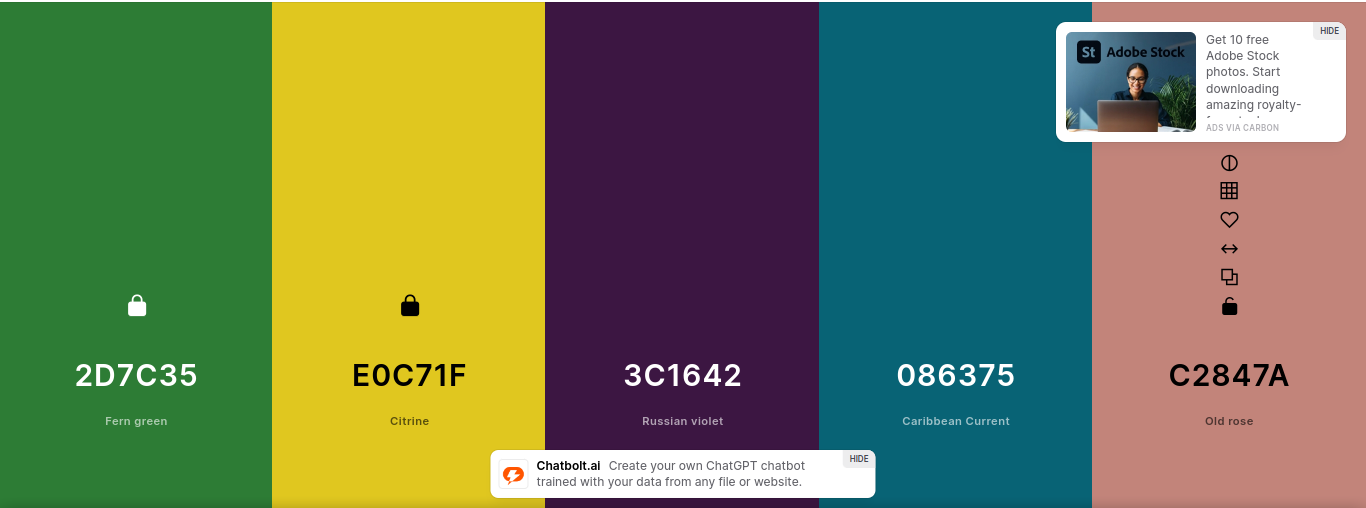 HIDE
St Adobe Stock
Get 10 free
Adobe Stock
photos. Start
downloading
amazing royalty-
ADS VIA CARBON
2D7C35
E0C71F
3C1642
086375
C2847A
Fern green
Citrine
Russian violet
Caribbean Current
Old rose
HIDE
Chatbolt.ai Create your own ChatGPT chatbot
trained with your data from any file or website.